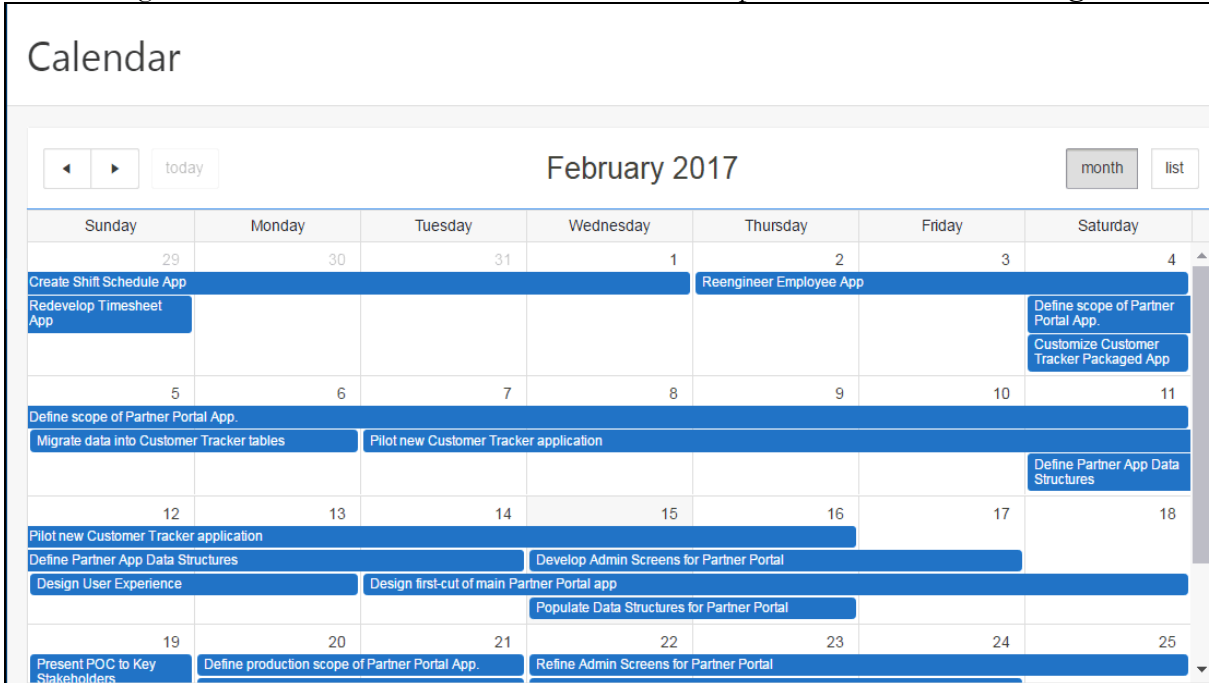 Calendar
today
February 2017
month
list
Sunday Monday Tuesday Wednesday Thursday Friday Saturday
29 30 31 1 2 3 4
Create Shift Schedule App
Reengineer Employee App
Redevelop Timesheet
App
Define scope of Partner
Portal App.
Customize Customer
Tracker Packaged App
5 6 7 8 9 10 11
Define scope of Partner Portal App.
Migrate data into Customer Tracker tables
Pilot new Customer Tracker application
Define Partner App Data
Structures
12 13 14 15 16 17 18
Pilot new Customer Tracker application
Define Partner App Data Structures
Develop Admin Screens for Partner Portal
Design User Experience
Design first-cut of main Partner Portal app
Populate Data Structures for Partner Portal
19 20 21 22 23 24 25
Present POC to Key
Stakeholders
Define production scope of Partner Portal App.
Refine Admin Screens for Partner Portal